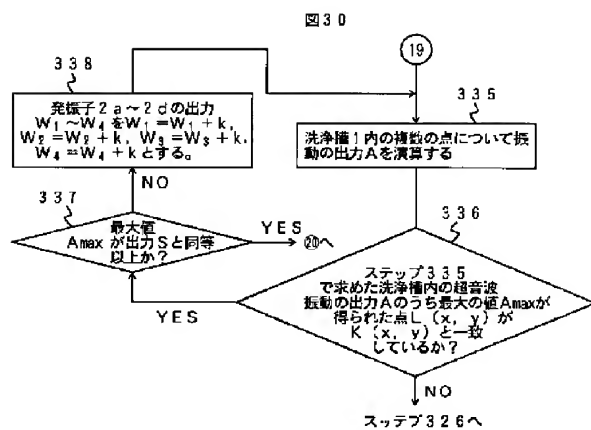 図30
19
338
発振子2a~2dの出力
W1~W4をW1=W1+k,
W2=W2+k, W3=W3+k,
W4=W4+kとする。
335
洗浄槽1内の複数の点について振
動の出力Aを演算する
NO
337
最大値
Amaxが出力Sと同等
以上か?
YES
⑳へ
336
ステップ335
で求めた洗浄槽内の超音波
振動の出力Aのうち最大の値Amaxが
得られた点L(x, y)が
K(x, y)と一致
しているか?
YES
NO
スッテプ326へ